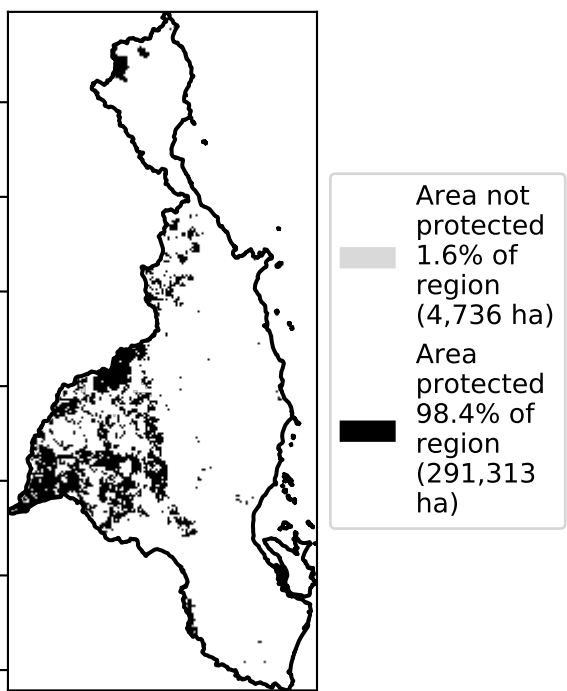 Area not
protected
1.6% of
region
(4,736 ha)
Area
protected
98.4% of
region
(291,313
ha)